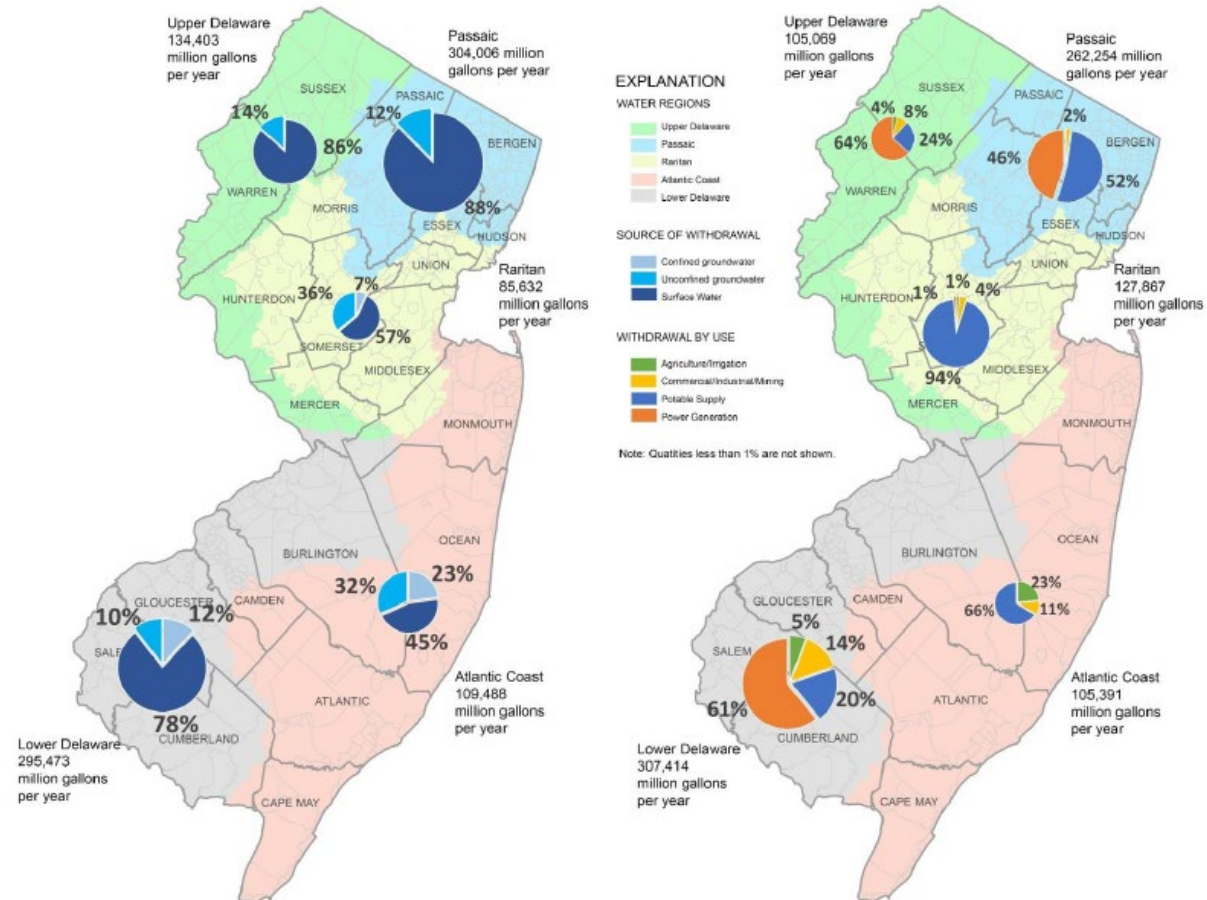 Upper Delaware
134,403
million gallons
per year
Passaic
304,006 million
gallons per year
SUSSEX
PASSAIC
14%
12%
BERGEN
86%
WARREN
88%
MORRIS
ESSEX
HUDSON
UNION
Raritan
85,632
million gallons
per year
36%
7%
HUNTERDON
57%
SOMERSET
MIDDLESEX
MERCER
MONMOUTH
OCEAN
BURLINGTON
32%
23%
GLOUCESTER
CAMDEN
10%
12%
45%
78%
ATLANTIC
CUMBERLAND
Atlantic Coast
109,488
million gallons
per year
Lower Delaware
295,473
million gallons
per year
CAPE MAY
EXPLANATION
WATER REGIONS
Upper Delaware
Passaic
Raritan
Atlantic Coast
Lower Delaware
SOURCE OF WITHDRAWAL
Confined groundwater
Unconfined groundwater
Surface Water
WITHDRAWAL BY USE
Agriculture/Irrigation
Commercial/Industrial/Mining
Potable Supply
Power Generation
Note: Quatities less than 1% are not shown.
Upper Delaware
105,069
million gallons
per year
Passaic
262,254 million
gallons per year
SUSSEX
PASSAIC
4%
8%
2%
BERGEN
64%
24%
46%
52%
WARREN
MORRIS
ESSEX
HUDSON
UNION
Raritan
127,867
million gallons
per year
HUNTERDON
1%
1%
4%
94%
MIDDLESEX
MERCER
MONMOUTH
OCEAN
BURLINGTON
23%
66%
11%
GLOUCESTER
CAMDEN
5%
14%
SALEM
20%
61%
ATLANTIC
CUMBERLAND
Atlantic Coast
105,391
million gallons
per year
Lower Delaware
307,414
million gallons
per year
CAPE MAY